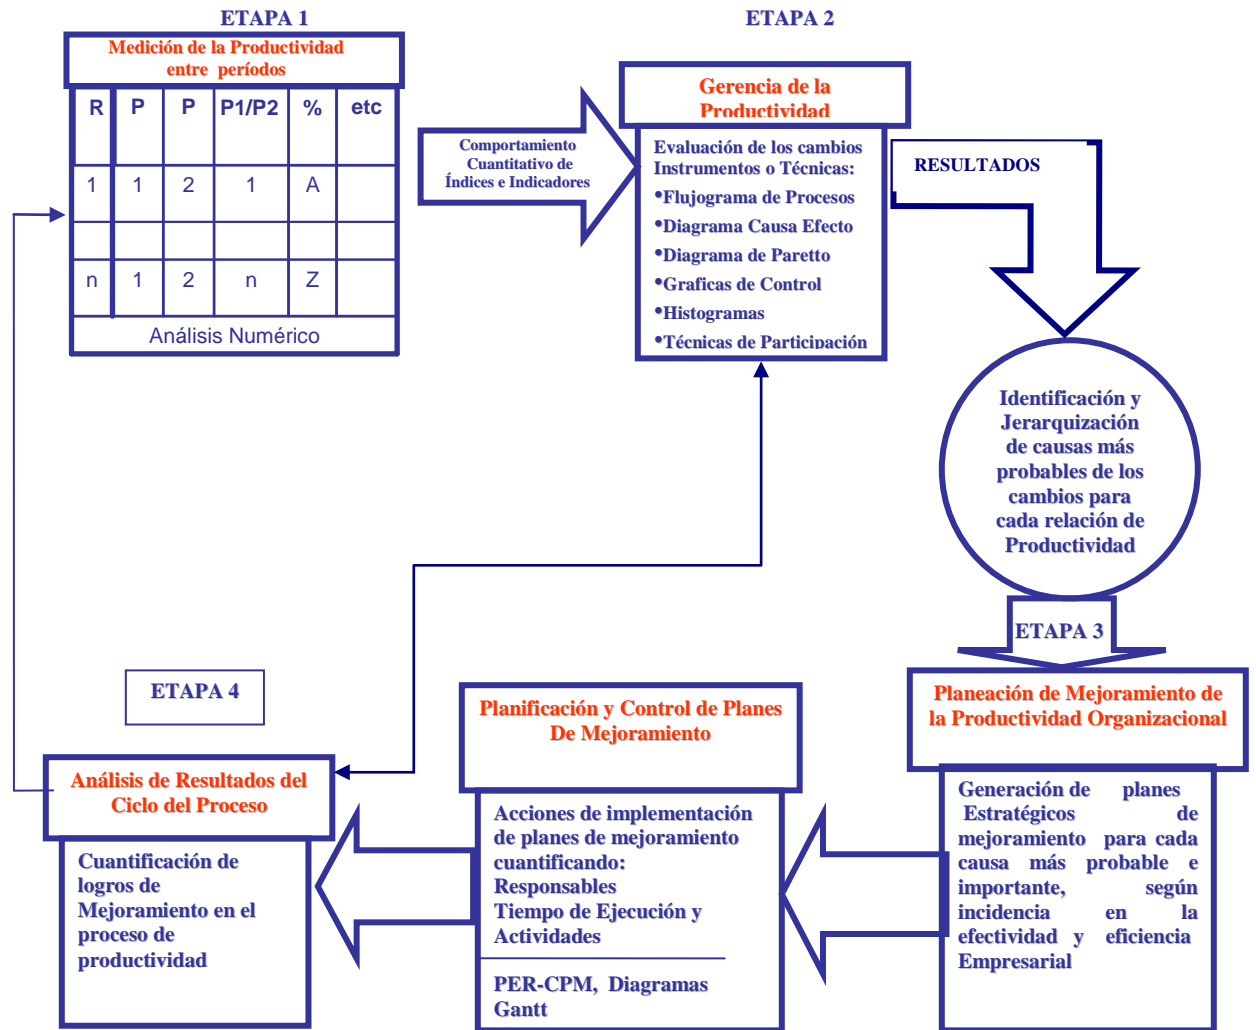 ETAPA 1
Medición de la Productividad
entre períodos
R P P P1/P2 % etc
1 1 2 1 A
n 1 2 n Z
Análisis Numérico
Comportamiento
Cuantitativo de
Índices e Indicadores
ETAPA 2
Gerencia de la
Productividad
Evaluación de los cambios
Instrumentos o Técnicas:
•Flujograma de Procesos
•Diagrama Causa Efecto
•Diagrama de Paretto
•Graficas de Control
•Histogramas
•Técnicas de Participación
RESULTADOS
Identificación y
Jerarquización
de causas más
probables de los
cambios para
cada relación de
Productividad
ETAPA 3
Planeación de Mejoramiento de
la Productividad Organizacional
Generación de planes
Estratégicos de
mejoramiento para cada
causa más probable e
importante, según
incidencia en la
efectividad y eficiencia
Empresarial
Planificación y Control de Planes
De Mejoramiento
Acciones de implementación
de planes de mejoramiento
cuantificando:
Responsables
Tiempo de Ejecución y
Actividades
PER-CPM, Diagramas
Gantt
ETAPA 4
Análisis de Resultados del
Ciclo del Proceso
Cuantificación de
logros de
Mejoramiento en el
proceso de
productividad